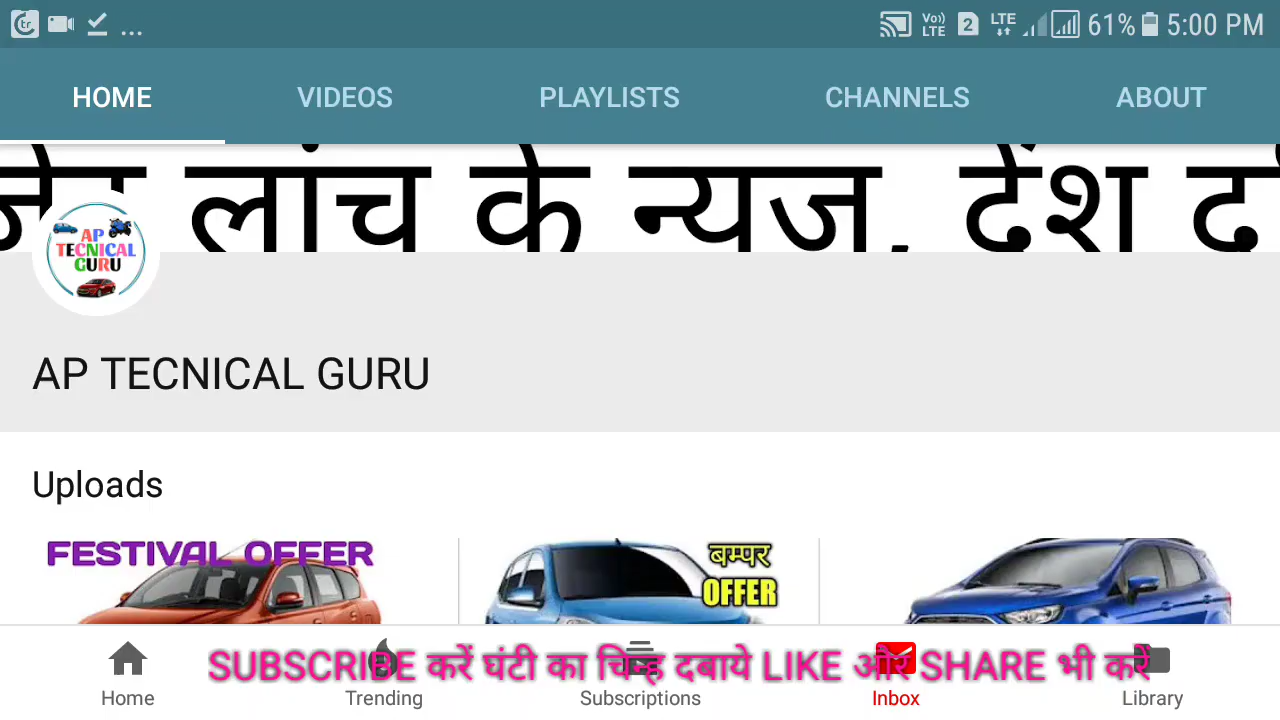 61% 5:00 PM
HOME VIDEOS PLAYLISTS CHANNELS ABOUT
लांच के न्यूज, देश
AP
TECNICAL
GURU
AP TECNICAL GURU
Uploads
FESTIVAL OFFER
बम्पर
OFFER
SUBSCRIBE करें घंटी का चिन्ह दबाये LIKE और SHARE भी करें
Home Trending Subscriptions Inbox Library